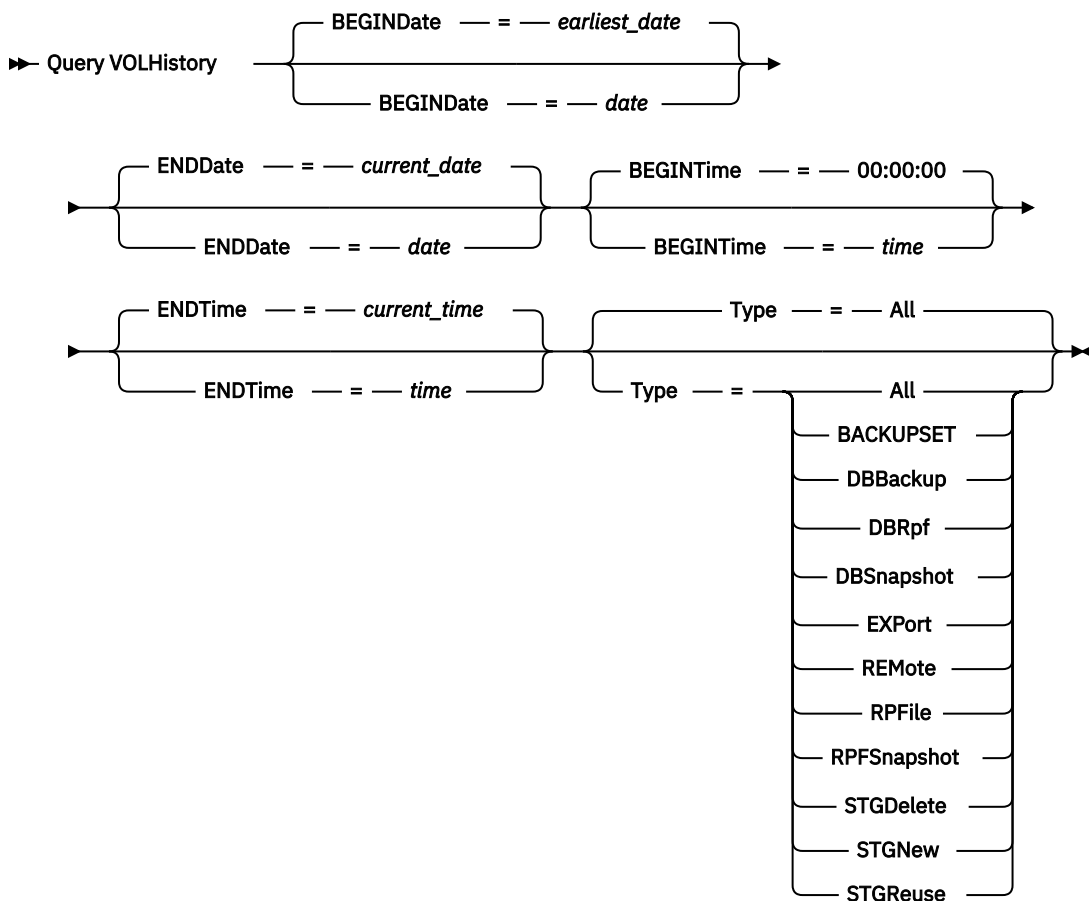 BEGINDate = earliest_date
Query VOLHistory
BEGINDate = date
ENDDate = current_date BEGINTime = 00:00:00
ENDDate = date BEGINTime = time
ENDTime = current_time Type = All
ENDTime = time Type = All
BACKUPSET
DBBackup
DBRpf
DBSnapshot
EXPort
REMote
RPFile
RPFSnapshot
STGDelete
STGNew
STGReuse